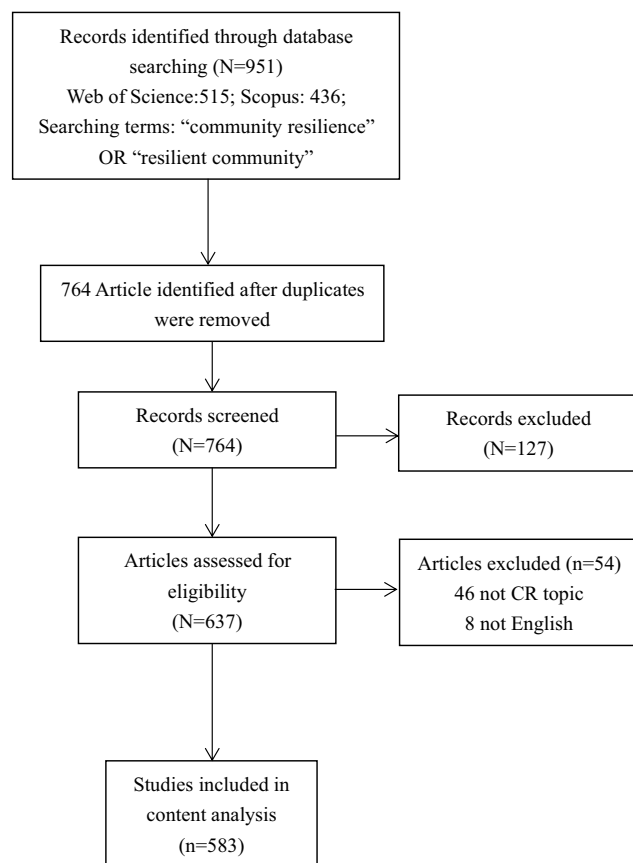 Records identified through database
searching (N=951)
Web of Science:515; Scopus: 436;
Searching terms: “community resilience”
OR “resilient community”
764 Article identified after duplicates
were removed
Records screened
(N=764)
Records excluded
(N=127)
Articles assessed for
eligibility
(N=637)
Articles excluded (n=54)
46 not CR topic
8 not English
Studies included in
content analysis
(n=583)